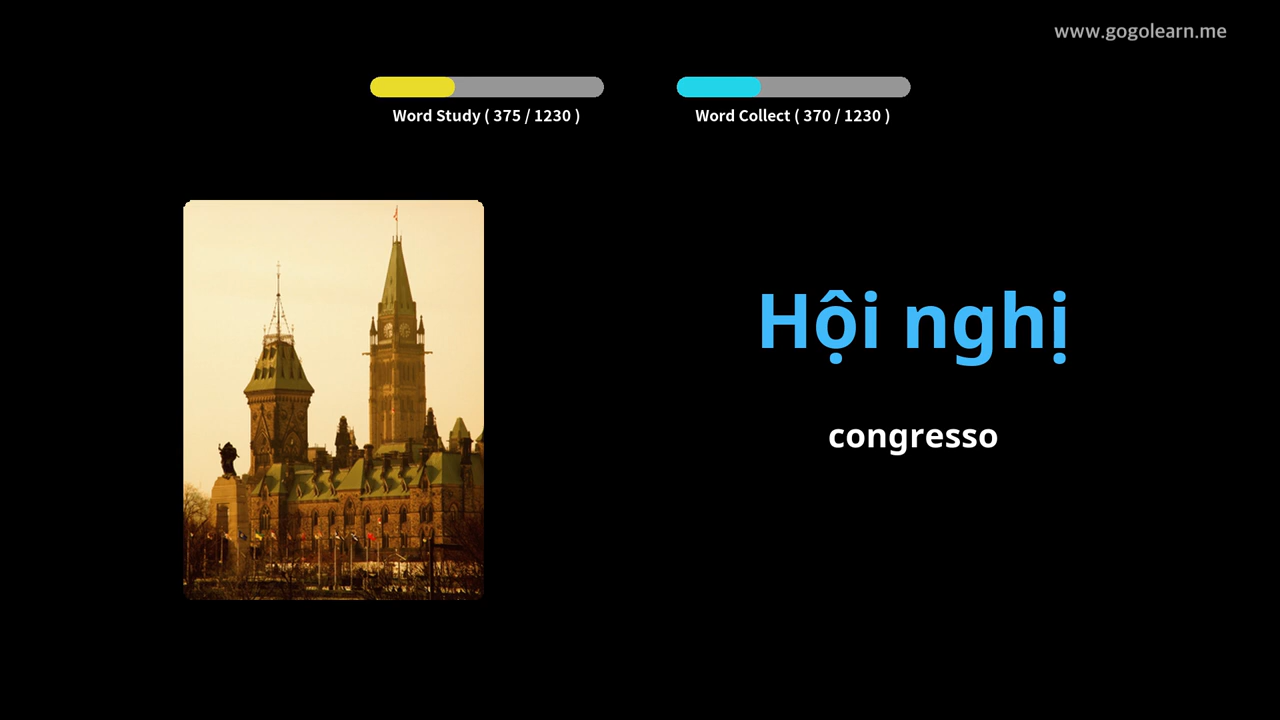 www.gogolearn.me
Word Study ( 375 / 1230 )
Word Collect ( 370 / 1230 )
Hội nghị
congresso